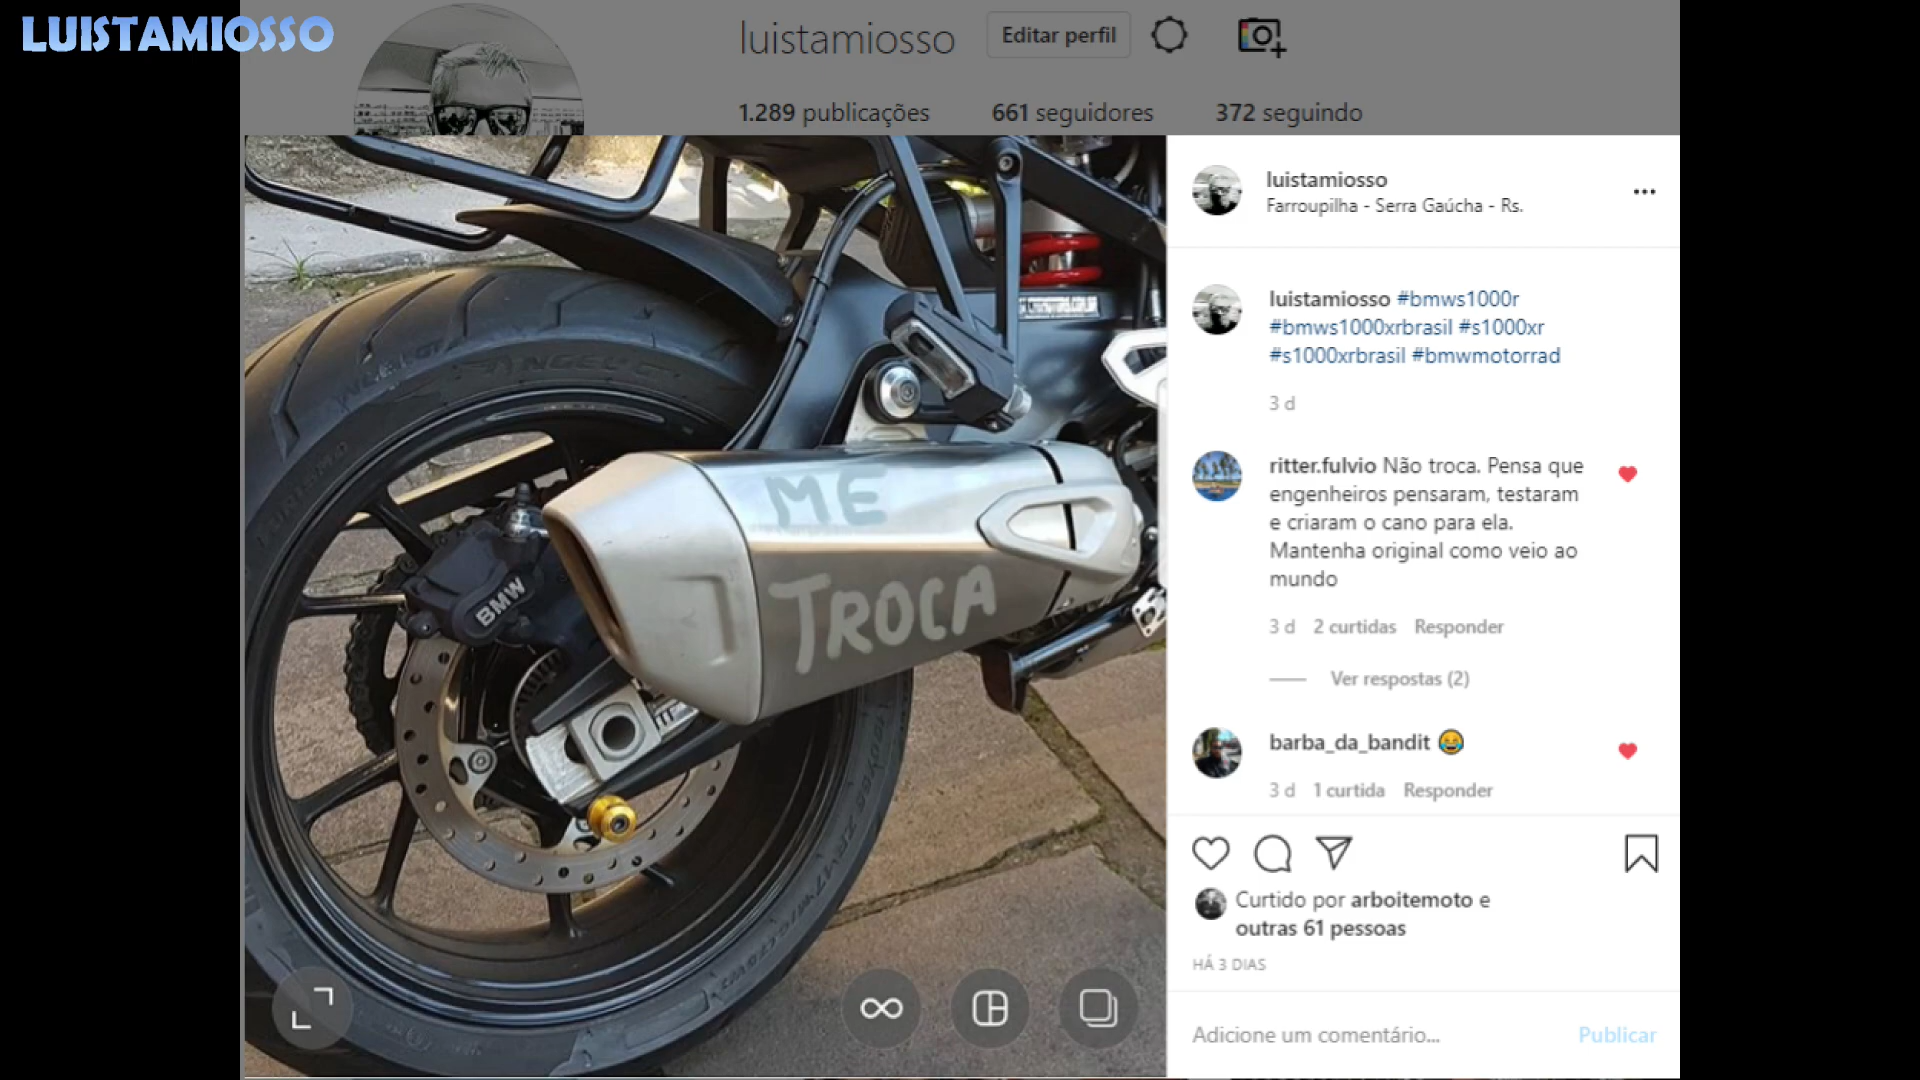 LUISTAMIOSSO
luistamiosso
Editar perfil
1.289 publicações
661 seguidores
372 seguindo
ME
TROCA
BMW
luistamiosso
Farroupilha - Serra Gaúcha - Rs.
luistamiosso #bmws1000r
#bmws1000xrbrasil #s1000xr
#s1000xrbrasil #bmwmotorrad
3 d
ritter.fulvio Não troca. Pensa que
engenheiros pensaram, testaram
e criaram o cano para ela.
Mantenha original como veio ao
mundo
3 d 2 curtidas Responder
Ver respostas (2)
barba_da_bandit 😂
3 d 1 curtida Responder
Curtido por arboitemoto e
outras 61 pessoas
HÁ 3 DIAS
Adicione um comentário...
Publicar